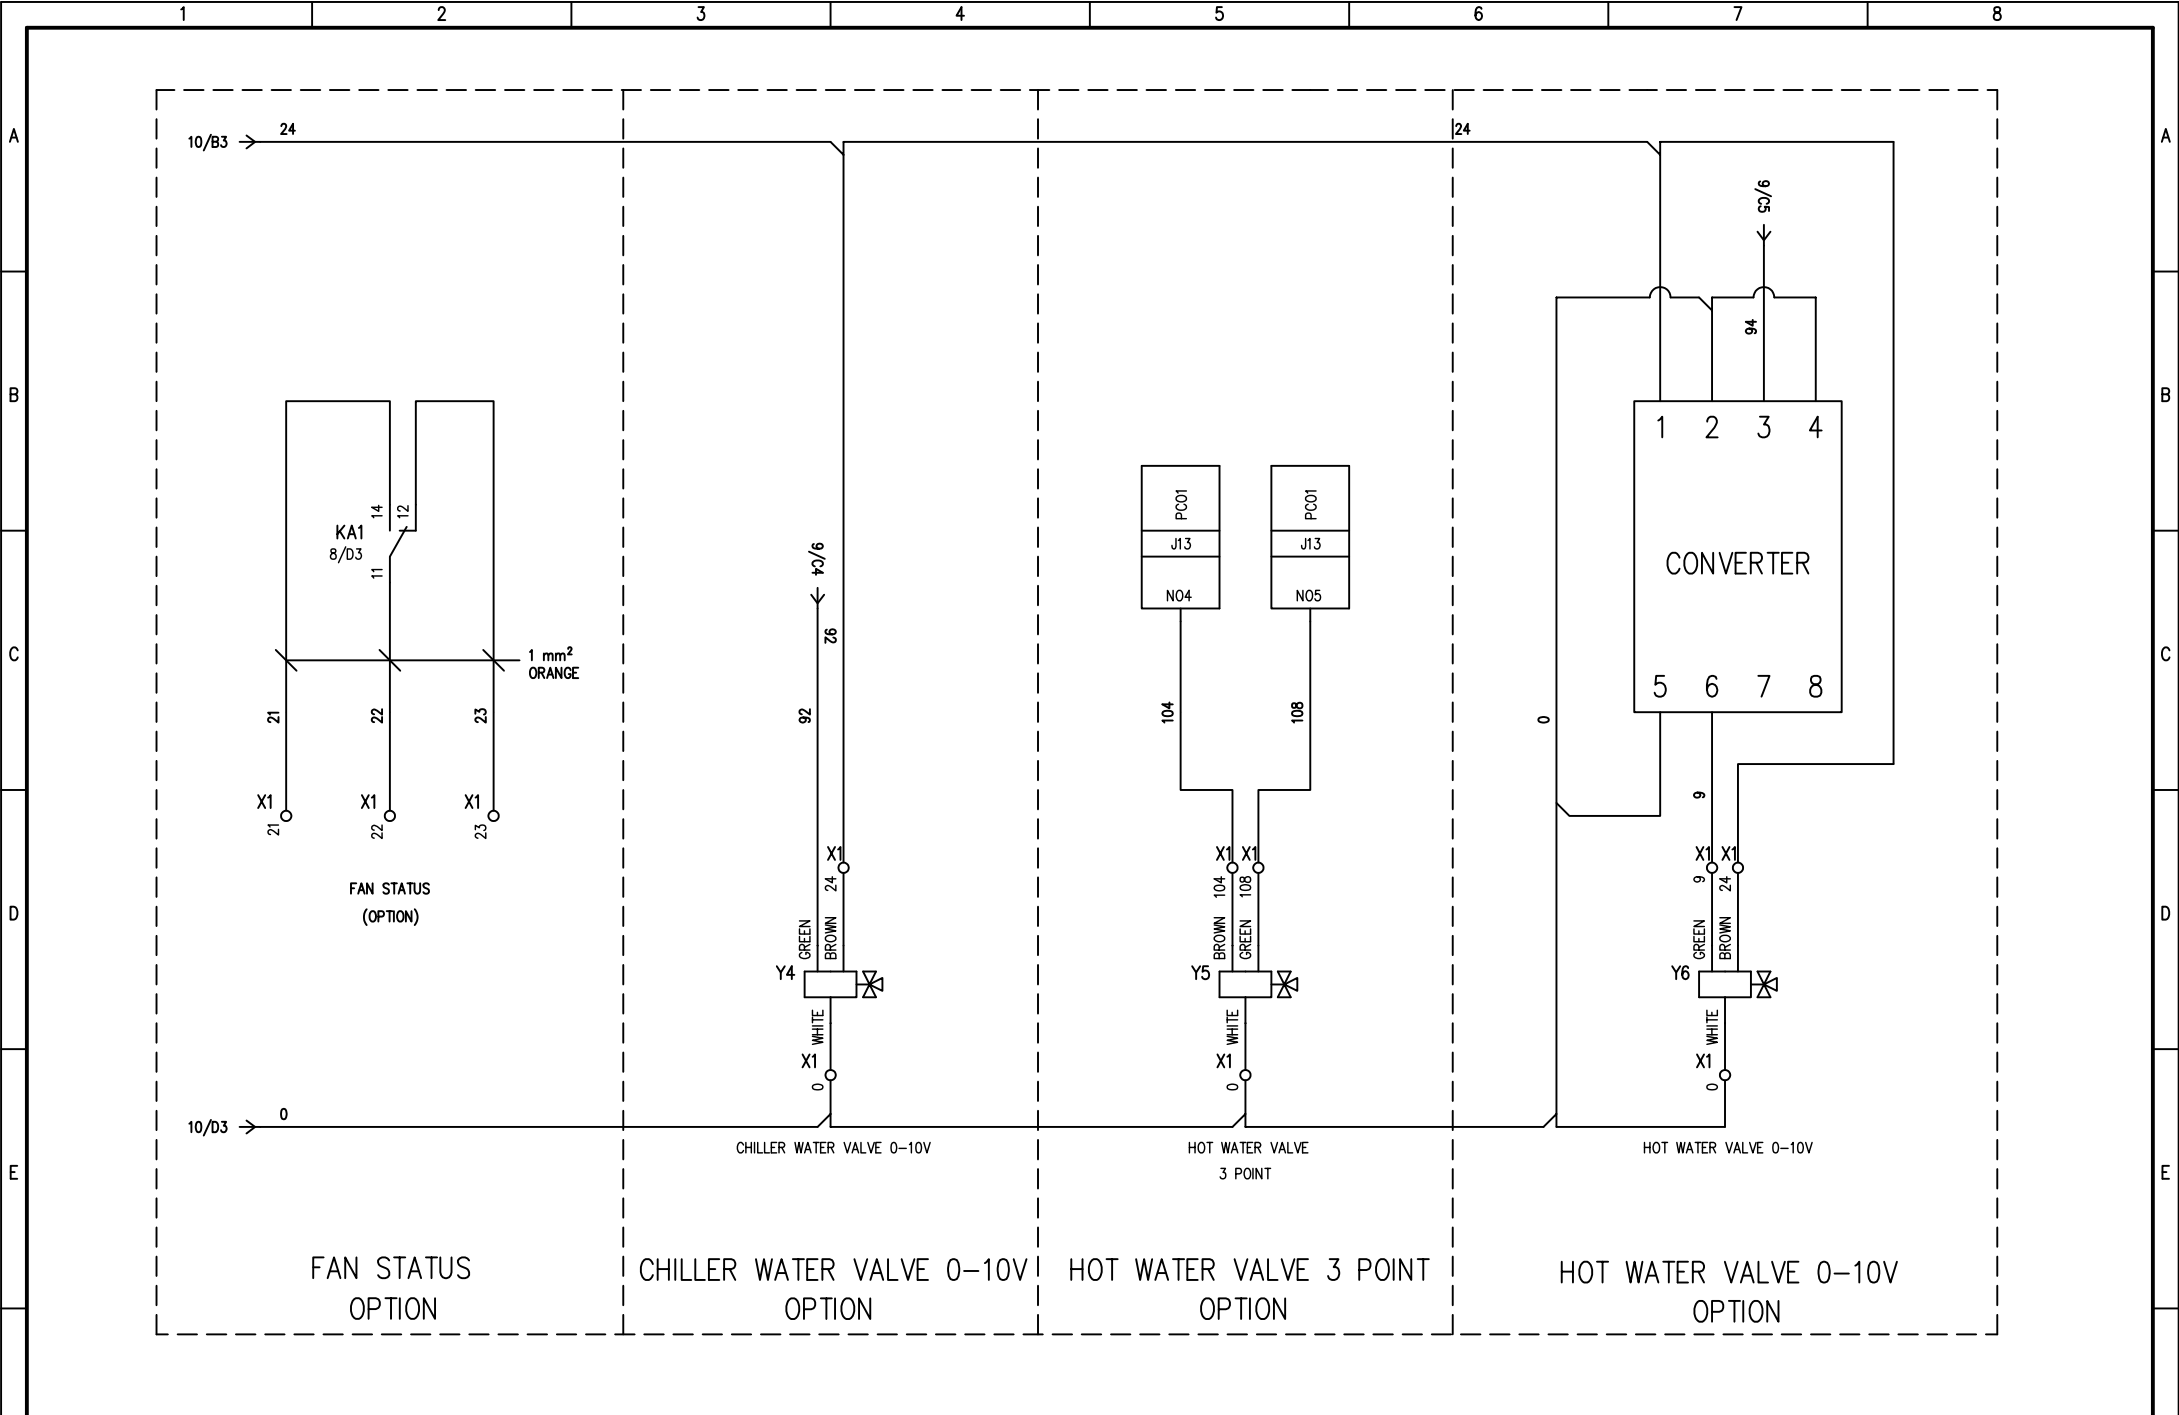 1 2 3 4 5 6 7 8
A A
10/B3 24 24
9/C5
94
B B
1 2 3 4
14 12
KA1
8/D3
11
PCO1 PCO1
J13 J13
NO4 NO5
CONVERTER
9/C4
92
C C
1 mm²
ORANGE
5 6 7 8
21 22 23 92 104 108 0
9
X1 X1 X1
21 22 23
X1 X1 X1 X1 X1
24 104 108 9 24
FAN STATUS
(OPTION)
D D
GREEN BROWN BROWN GREEN GREEN BROWN
Y4 Y5 Y6
WHITE WHITE WHITE
X1 X1 X1
0 0 0
10/D3 0
CHILLER WATER VALVE 0-10V
HOT WATER VALVE
3 POINT
HOT WATER VALVE 0-10V
E E
FAN STATUS
OPTION
CHILLER WATER VALVE 0-10V
OPTION
HOT WATER VALVE 3 POINT
OPTION
HOT WATER VALVE 0-10V
OPTION